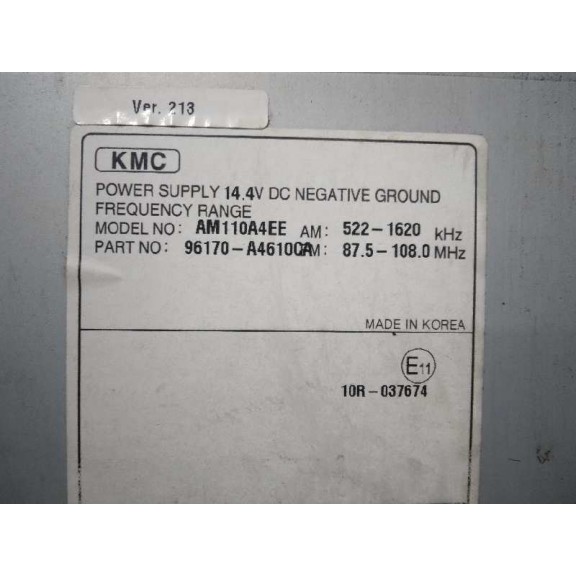 Ver. 213
KMC
POWER SUPPLY 14.4V DC NEGATIVE GROUND
FREQUENCY RANGE
MODEL NO: AM110A4EE AM: 522-1620 kHz
PART NO: 96170-A4610CA FM: 87.5-108.0 MHz
MADE IN KOREA
E11
10R-037674